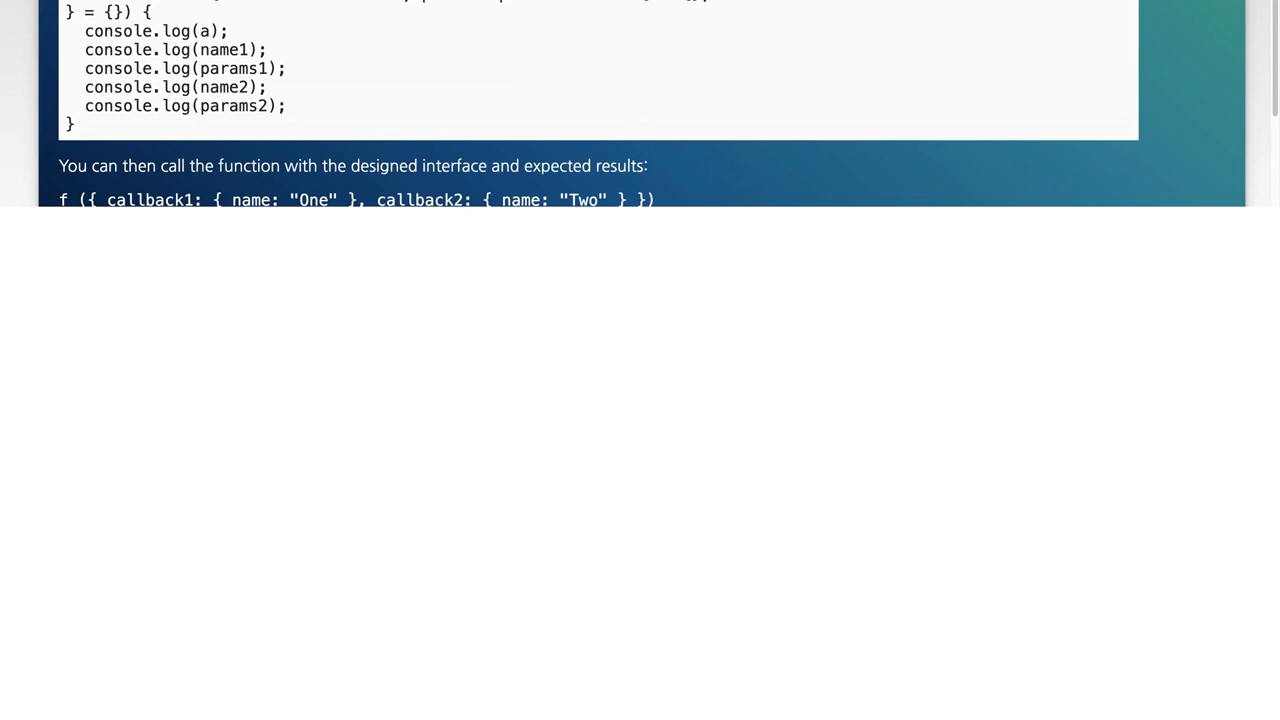 } = {}) {
  console.log(a);
  console.log(name1);
  console.log(params1);
  console.log(name2);
  console.log(params2);
}
You can then call the function with the designed interface and expected results:
f ({ callback1: { name: "One" }, callback2: { name: "Two" } })